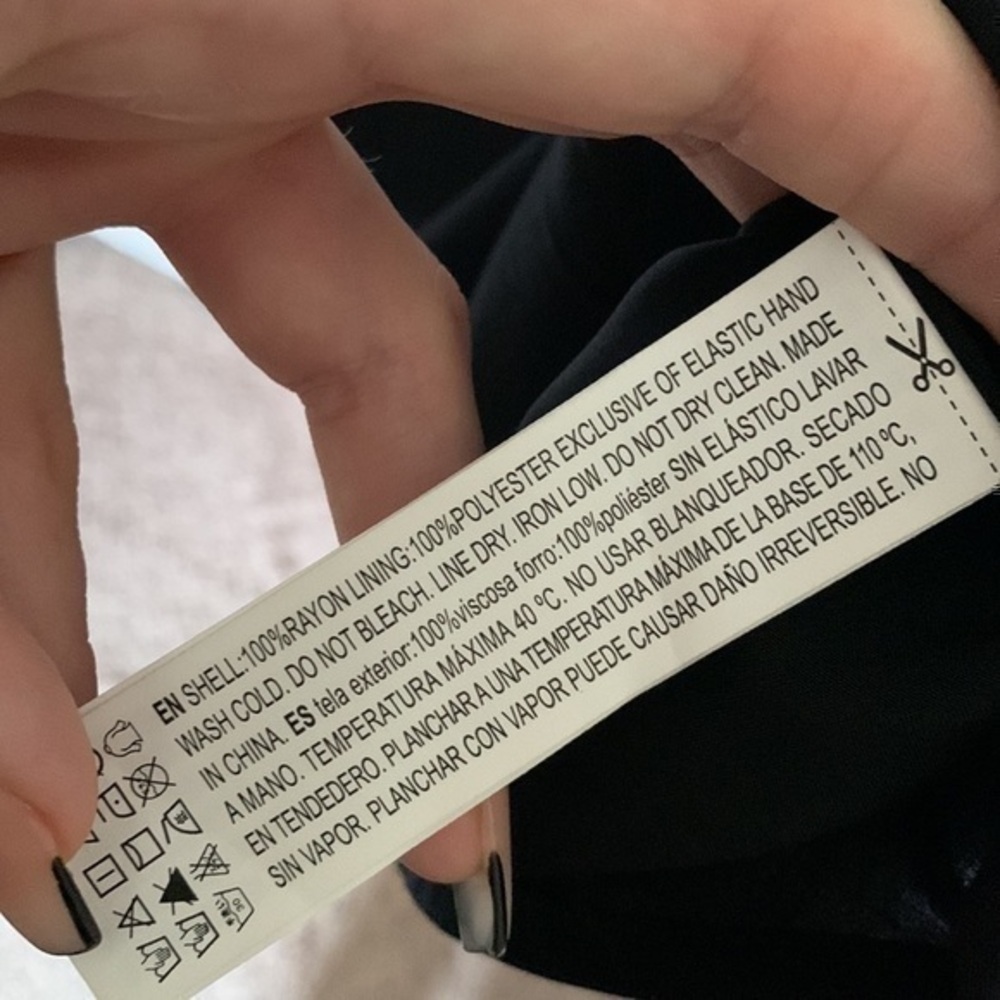 EN SHELL:100%RAYON LINING:100%POLYESTER EXCLUSIVE OF ELASTIC HAND
WASH COLD. DO NOT BLEACH. LINE DRY. IRON LOW. DO NOT DRY CLEAN. MADE
IN CHINA. ES tela exterior:100%viscosa forro:100%poliéster SIN ELÁSTICO LAVAR
A MANO. TEMPERATURA MÁXIMA 40 ºC. NO USAR BLANQUEADOR. SECADO
EN TENDEDERO. PLANCHAR A UNA TEMPERATURA MÁXIMA DE LA BASE DE 110 ºC,
SIN VAPOR. PLANCHAR CON VAPOR PUEDE CAUSAR DAÑO IRREVERSIBLE. NO